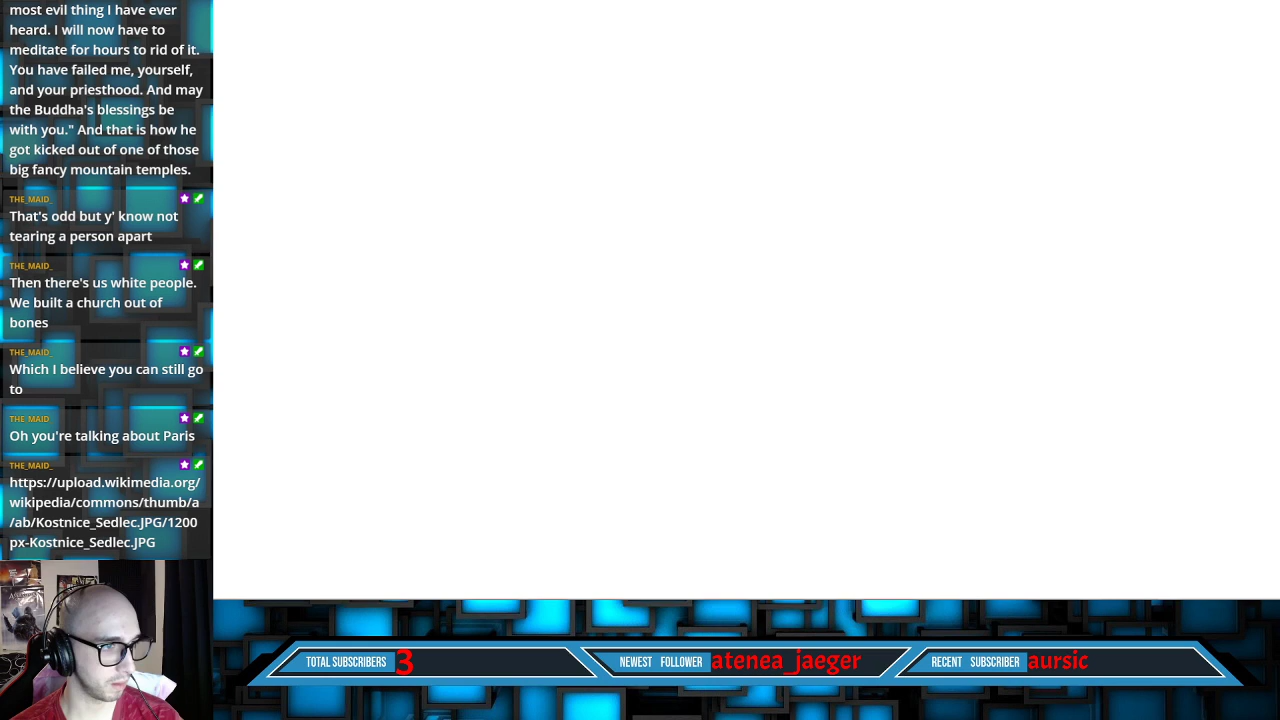 most evil thing I have ever
heard. I will now have to
meditate for hours to rid of it.
You have failed me, yourself,
and your priesthood. And may
the Buddha's blessings be
with you." And that is how he
got kicked out of one of those
big fancy mountain temples.
THE_MAID_
That's odd but y' know not
tearing a person apart
THE_MAID_
Then there's us white people.
We built a church out of
bones
THE_MAID_
Which I believe you can still go
to
THE_MAID_
Oh you're talking about Paris
THE_MAID_
https://upload.wikimedia.org/
wikipedia/commons/thumb/a
/ab/Kostnice_Sedlec.JPG/1200
px-Kostnice_Sedlec.JPG
TOTAL SUBSCRIBERS 3
NEWEST FOLLOWER atenea_jaeger
RECENT SUBSCRIBER aursic